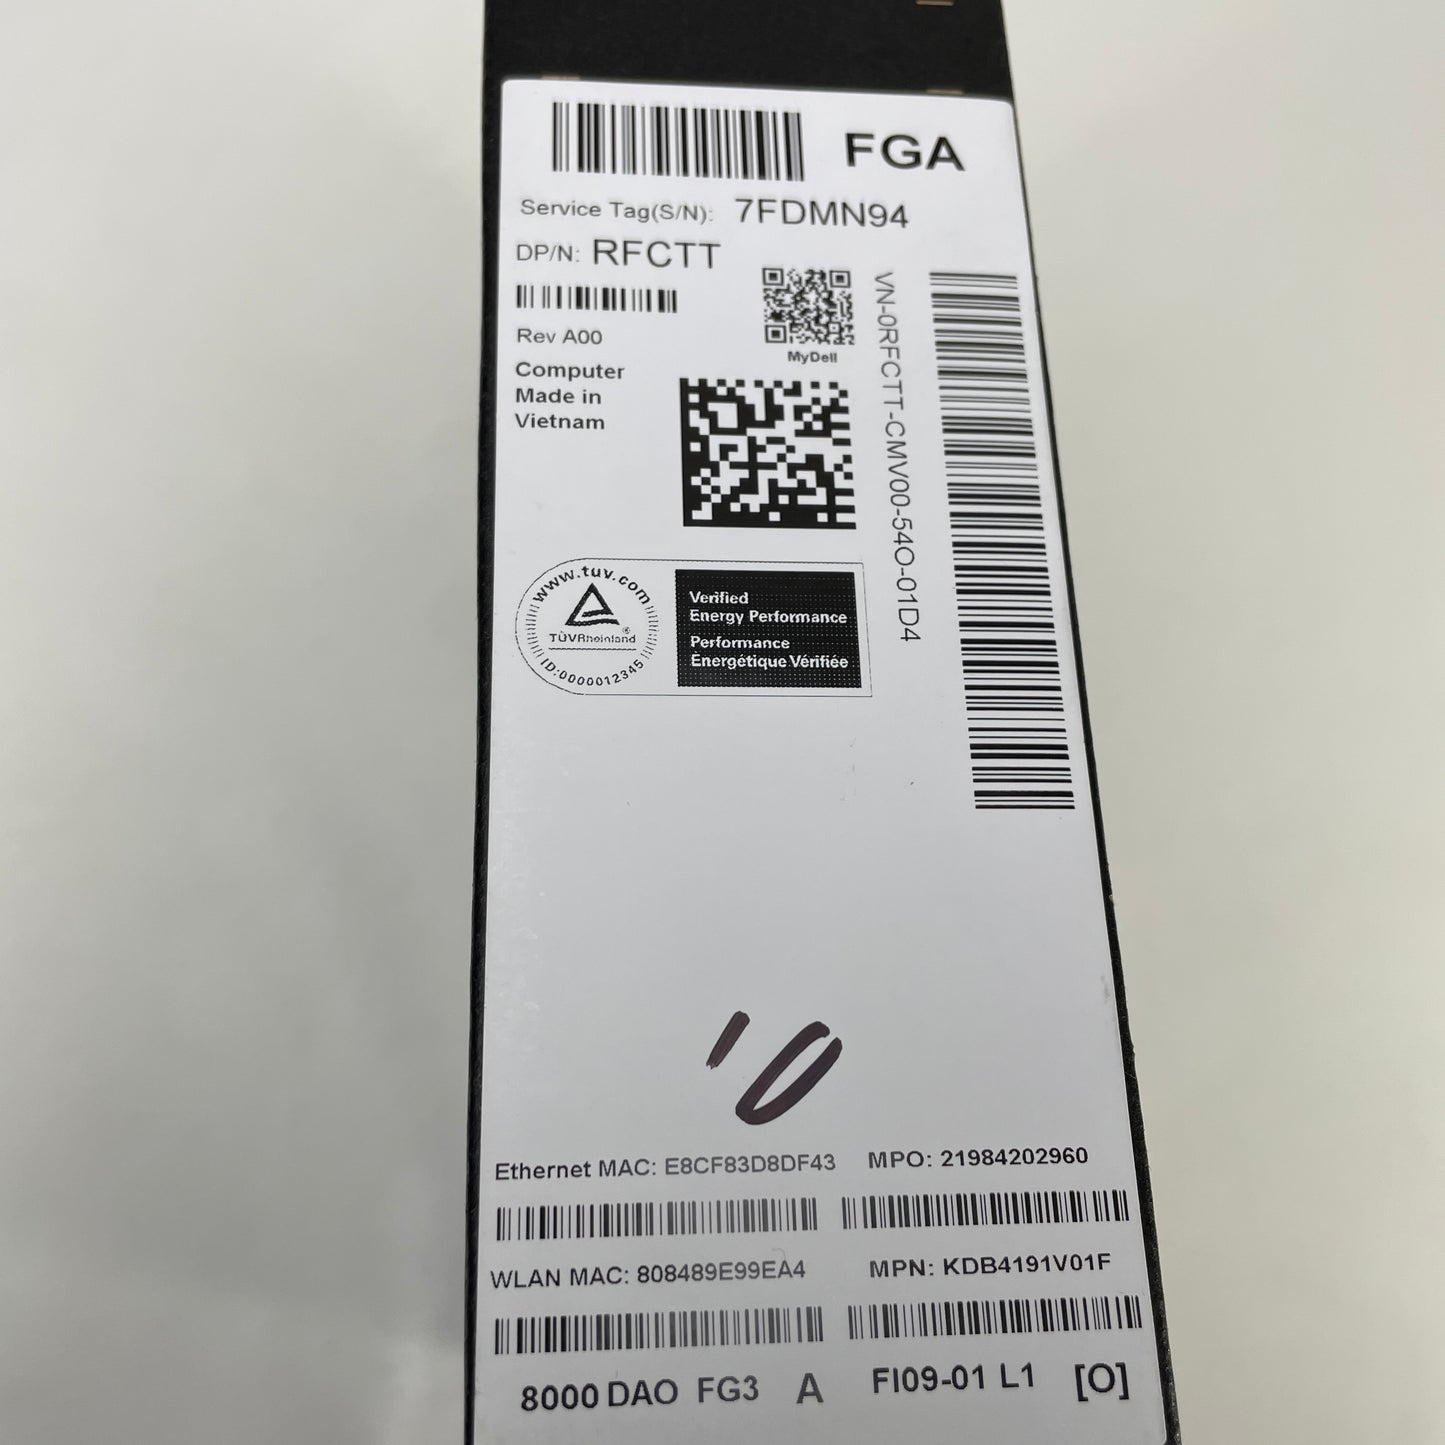 FGA
Service Tag(S/N): 7FDMN94
DP/N: RFCTT
Rev A00
MyDell
Computer
Made in
Vietnam
VN-0RFCTT-CMV00-54O-01D4
www.tuv.com
TÜVRheinland®
ID:0000012345
Verified
Energy Performance
Performance
Énergétique Vérifiée
10
Ethernet MAC: E8CF83D8DF43 MPO: 21984202960
WLAN MAC: 808489E99EA4 MPN: KDB4191V01F
8000 DAO FG3 A FI09-01 L1 [O]